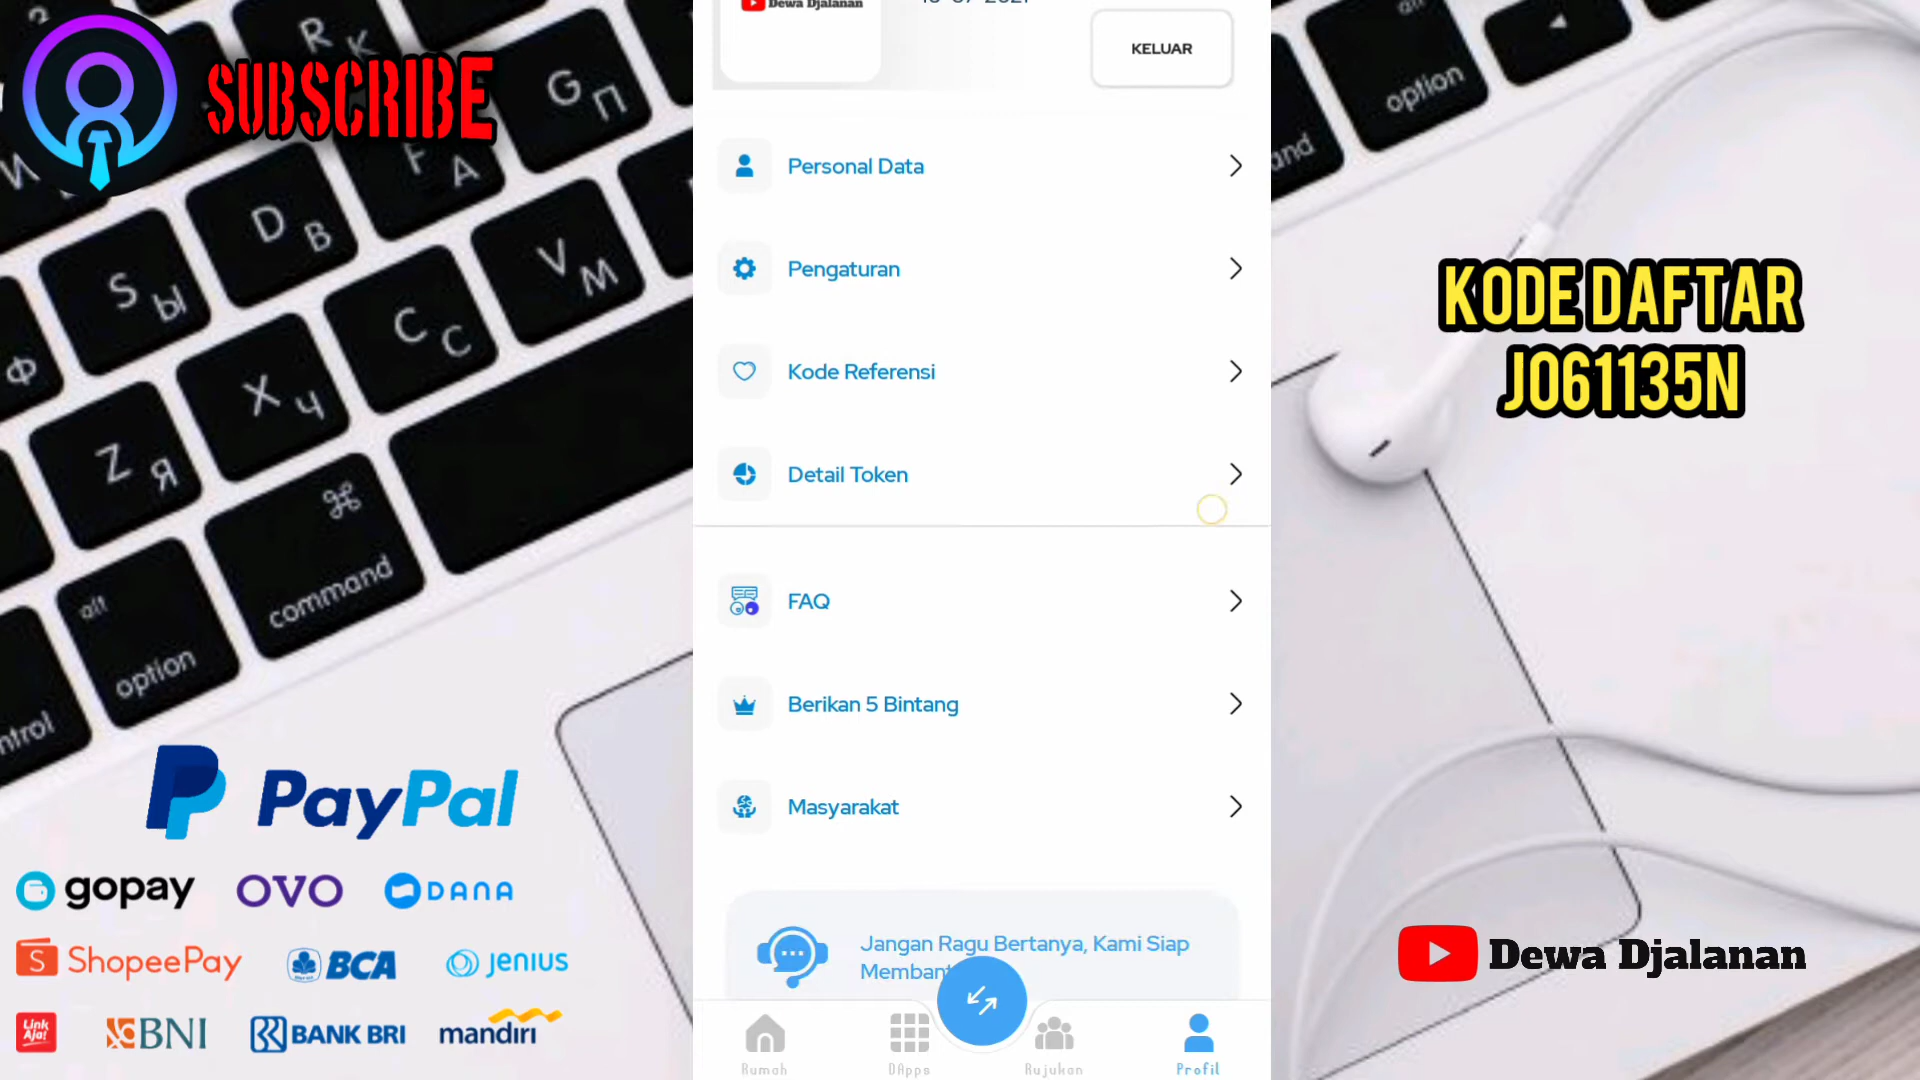 SUBSCRIBE
Dewa Djalanan
KELUAR
Personal Data
Pengaturan
Kode Referensi
Detail Token
FAQ
Berikan 5 Bintang
Masyarakat
Jangan Ragu Bertanya, Kami Siap
Rumah
DApps
Rujukan
Profil
KODE DAFTAR
J061135N
Dewa Djalanan
PayPal
gopay
OVO
DANA
S ShopeePay
BCA
Jenius
Link
Aja!
BNI
BANK BRI
mandiri
R K
G П
F A
D В
S Ы
V М
C С
X Ч
Z Я
Ф
⌘
command
alt
option
option